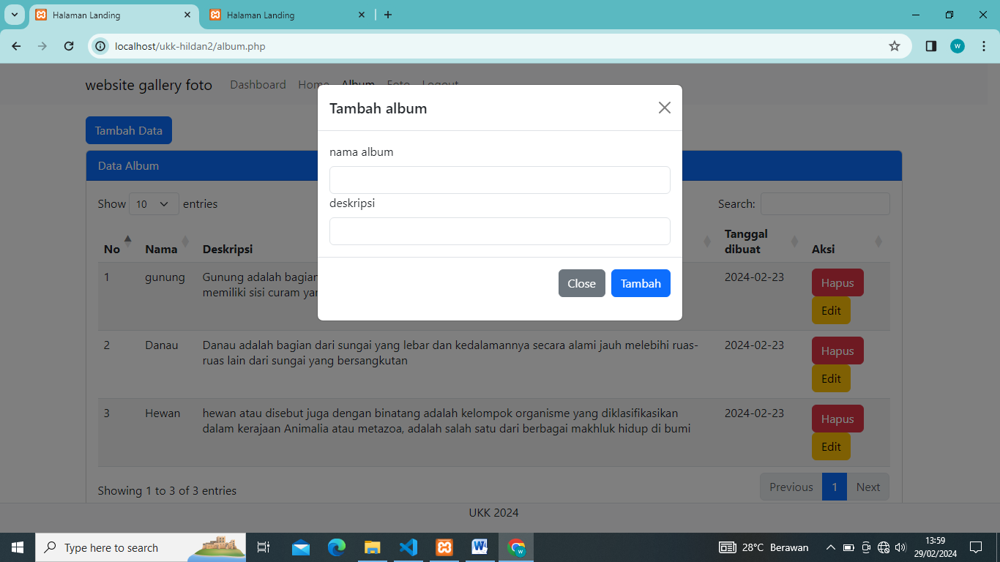 Halaman Landing
Halaman Landing
localhost/ukk-hildan2/album.php
W
website gallery foto Dashboard Home Album Foto Logout
Tambah album
Tambah Data
nama album
Data Album
deskripsi
Show 10 entries
Search:
No Nama Deskripsi Tanggal dibuat Aksi
Close Tambah
1 gunung Gunung adalah bagian 2024-02-23 Hapus
memiliki sisi curam Edit
2 Danau Danau adalah bagian dari sungai yang lebar dan kedalamannya secara alami jauh melebihi ruas- 2024-02-23 Hapus
ruas lain dari sungai yang bersangkutan Edit
3 Hewan hewan atau disebut juga dengan binatang adalah kelompok organisme yang diklasifikasikan 2024-02-23 Hapus
dalam kerajaan Animalia atau metazoa, adalah salah satu dari berbagai makhluk hidup di bumi Edit
Showing 1 to 3 of 3 entries
Previous 1 Next
UKK 2024
Type here to search
28°C Berawan
13:59
29/02/2024